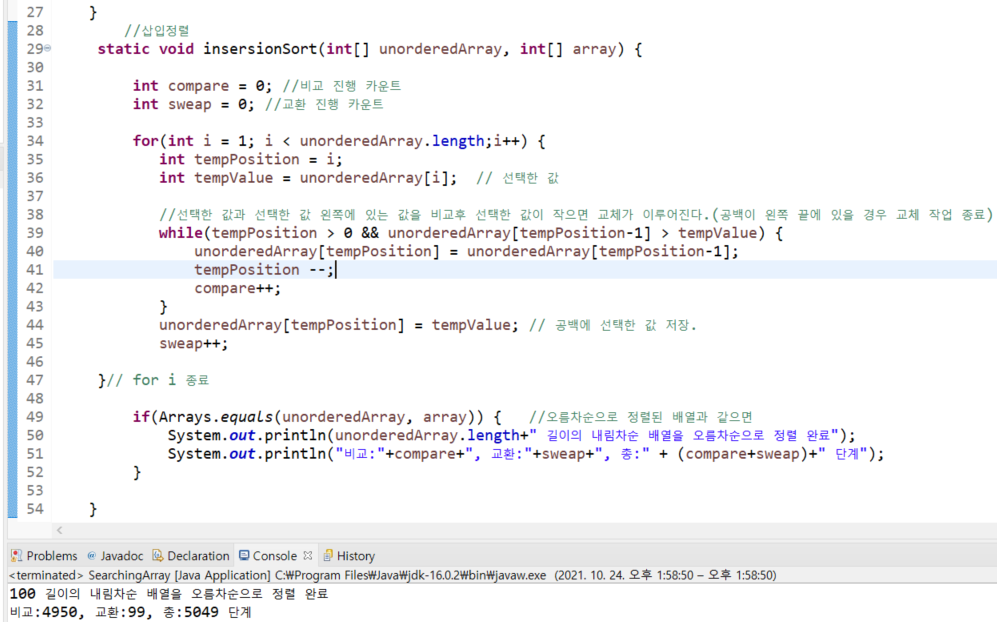 27 }
28 //삽입정렬
29 static void insersionSort(int[] unorderedArray, int[] array) {
30
31 int compare = 0; //비교 진행 카운트
32 int sweap = 0; //교환 진행 카운트
33
34 for(int i = 1; i < unorderedArray.length;i++) {
35 int tempPosition = i;
36 int tempValue = unorderedArray[i]; // 선택한 값
37
38 //선택한 값과 선택한 값 왼쪽에 있는 값을 비교후 선택한 값이 작으면 교체가 이루어진다.(공백이 왼쪽 끝에 있을 경우 교체 작업 종료)
39 while(tempPosition > 0 && unorderedArray[tempPosition-1] > tempValue) {
40 unorderedArray[tempPosition] = unorderedArray[tempPosition-1];
41 tempPosition --;
42 compare++;
43 }
44 unorderedArray[tempPosition] = tempValue; // 공백에 선택한 값 저장.
45 sweap++;
46
47 }// for i 종료
48
49 if(Arrays.equals(unorderedArray, array)) { //오름차순으로 정렬된 배열과 같으면
50 System.out.println(unorderedArray.length+" 길이의 내림차순 배열을 오름차순으로 정렬 완료");
51 System.out.println("비교:"+compare+", 교환:"+sweap+", 총:" + (compare+sweap)+" 단계");
52 }
53
54 }
Problems @ Javadoc Declaration Console History
<terminated> SearchingArray [Java Application] C:₩Program Files₩Java₩jdk-16.0.2₩bin₩javaw.exe (2021. 10. 24. 오후 1:58:50 – 오후 1:58:50)
100 길이의 내림차순 배열을 오름차순으로 정렬 완료
비교:4950, 교환:99, 총:5049 단계